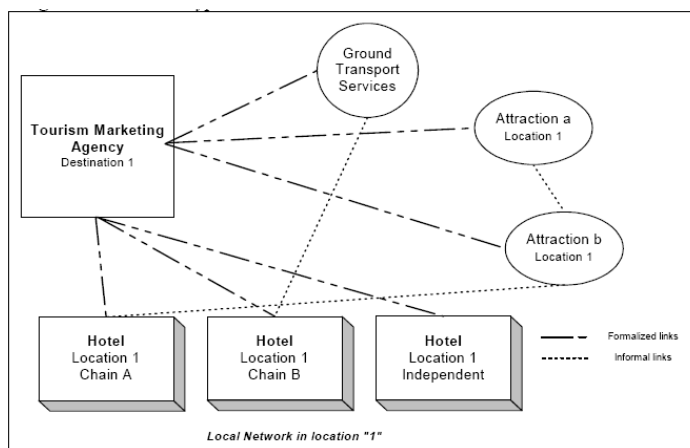 Ground
Transport
Services
Tourism Marketing
Agency
Destination 1
Attraction a
Location 1
Attraction b
Location 1
Hotel
Location 1
Chain A
Hotel
Location 1
Chain B
Hotel
Location 1
Independent
Formalized links
Informal links
Local Network in location "1"